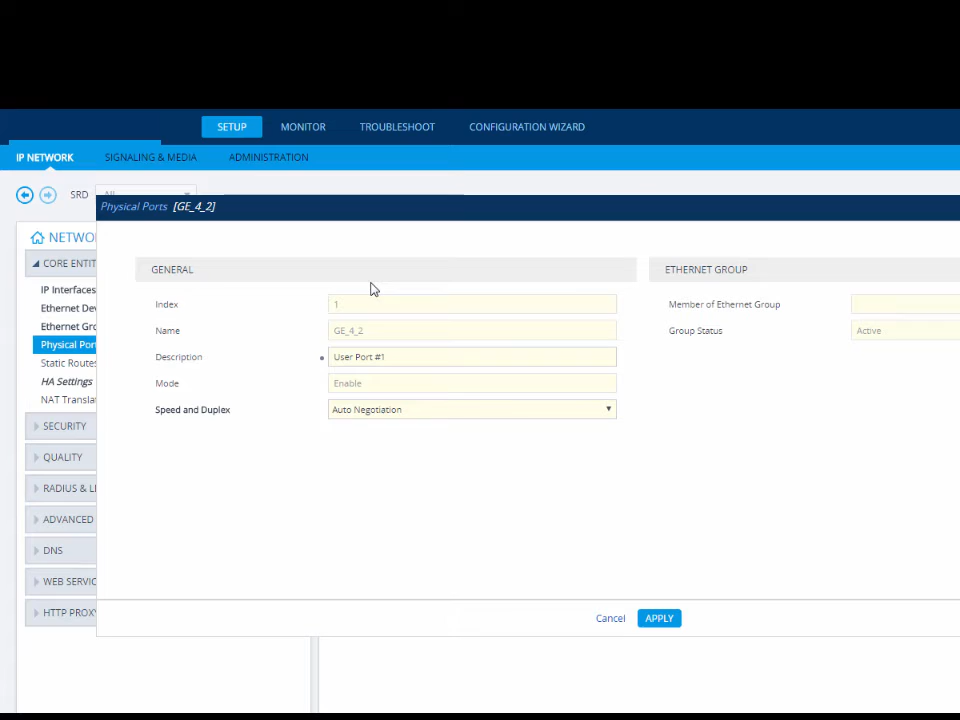 SETUP MONITOR TROUBLESHOOT CONFIGURATION WIZARD
IP NETWORK SIGNALING & MEDIA ADMINISTRATION
SRD All
Physical Ports [GE_4_2]
NETWO
CORE ENTIT
IP Interfaces
Ethernet Dev
Ethernet Gro
Physical Port
Static Routes
HA Settings
NAT Translat
SECURITY
QUALITY
RADIUS & L
ADVANCED
DNS
WEB SERVIC
HTTP PROXY
GENERAL
Index 1
Name GE_4_2
Description User Port #1
Mode Enable
Speed and Duplex Auto Negotiation
ETHERNET GROUP
Member of Ethernet Group
Group Status Active
Cancel APPLY